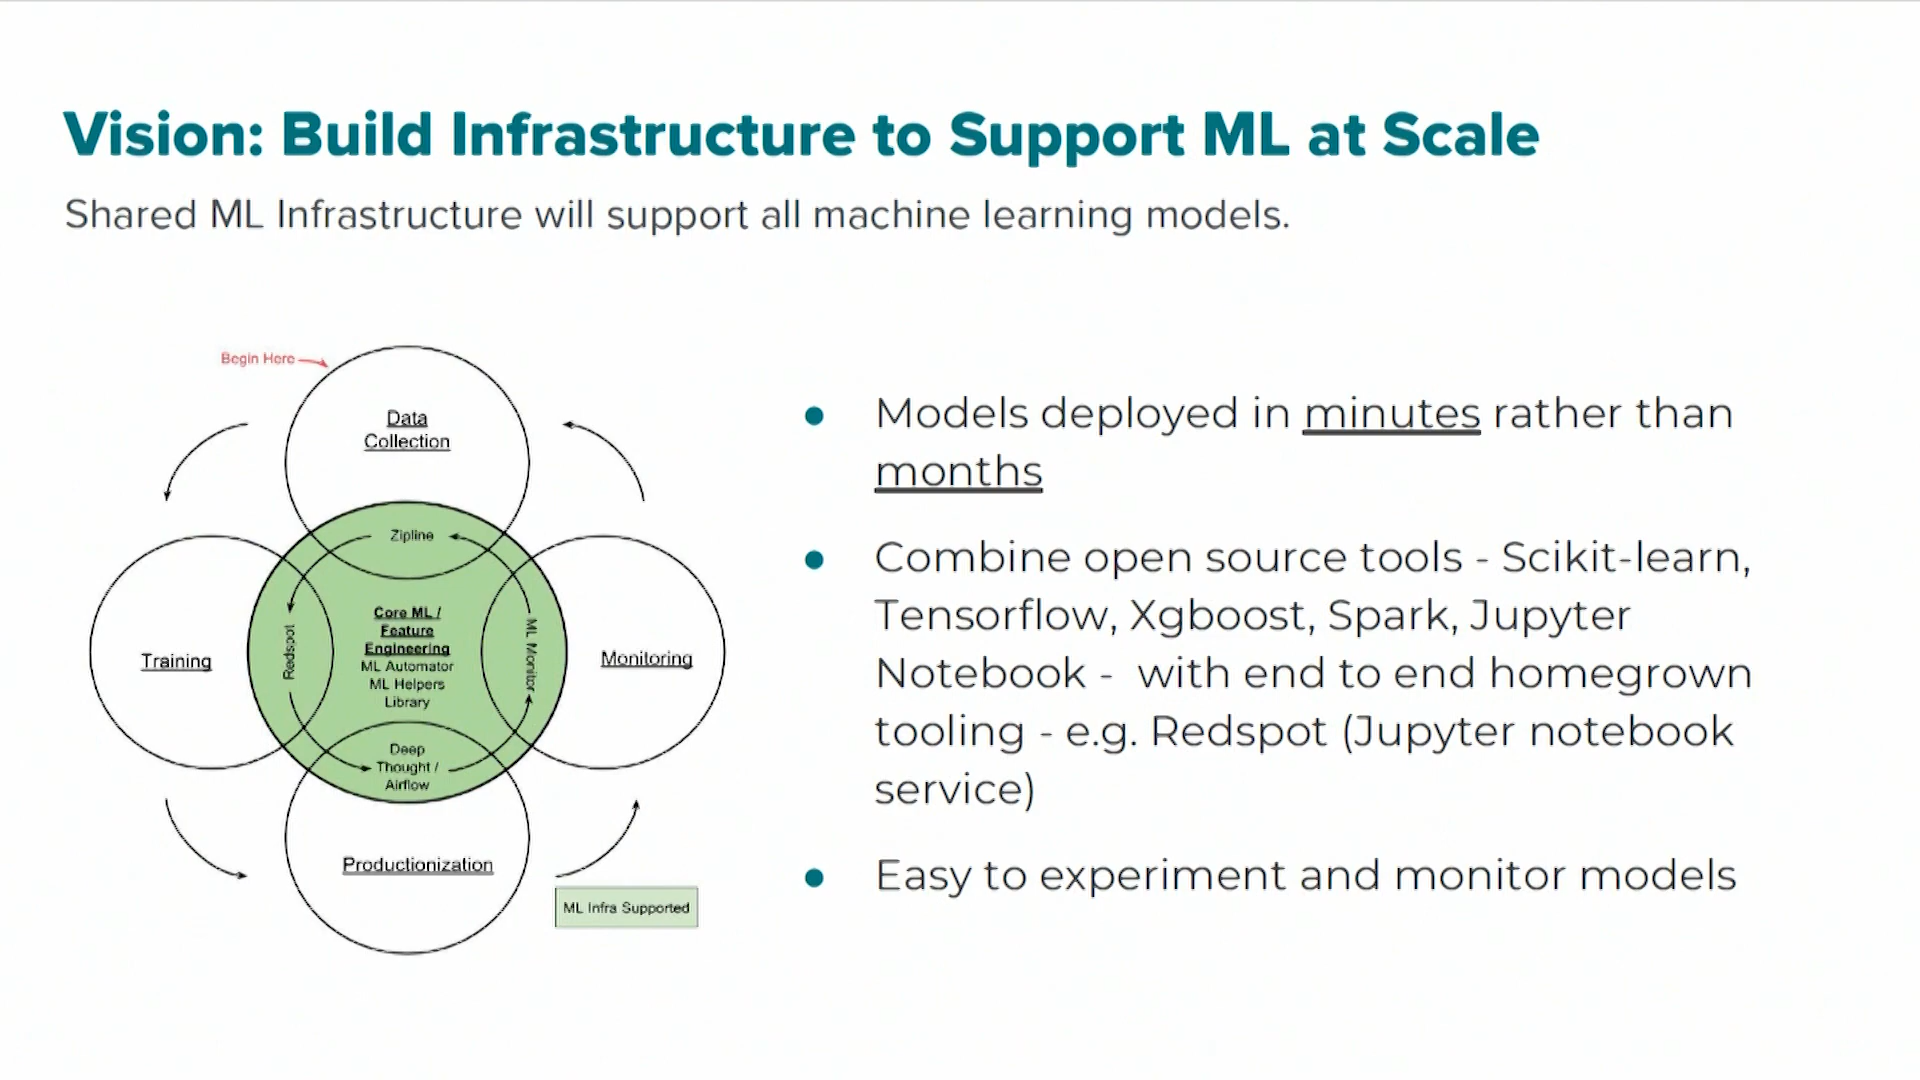 Vision: Build Infrastructure to Support ML at Scale
Shared ML Infrastructure will support all machine learning models.
Begin Here
Data
Collection
Zipline
Training
Redspot
Core ML /
Feature
Engineering
ML Automator
ML Helpers
Library
ML Monitor
Monitoring
Deep
Thought /
Airflow
Productionization
ML Infra Supported
● Models deployed in minutes rather than
months
● Combine open source tools - Scikit-learn,
Tensorflow, Xgboost, Spark, Jupyter
Notebook - with end to end homegrown
tooling - e.g. Redspot (Jupyter notebook
service)
● Easy to experiment and monitor models